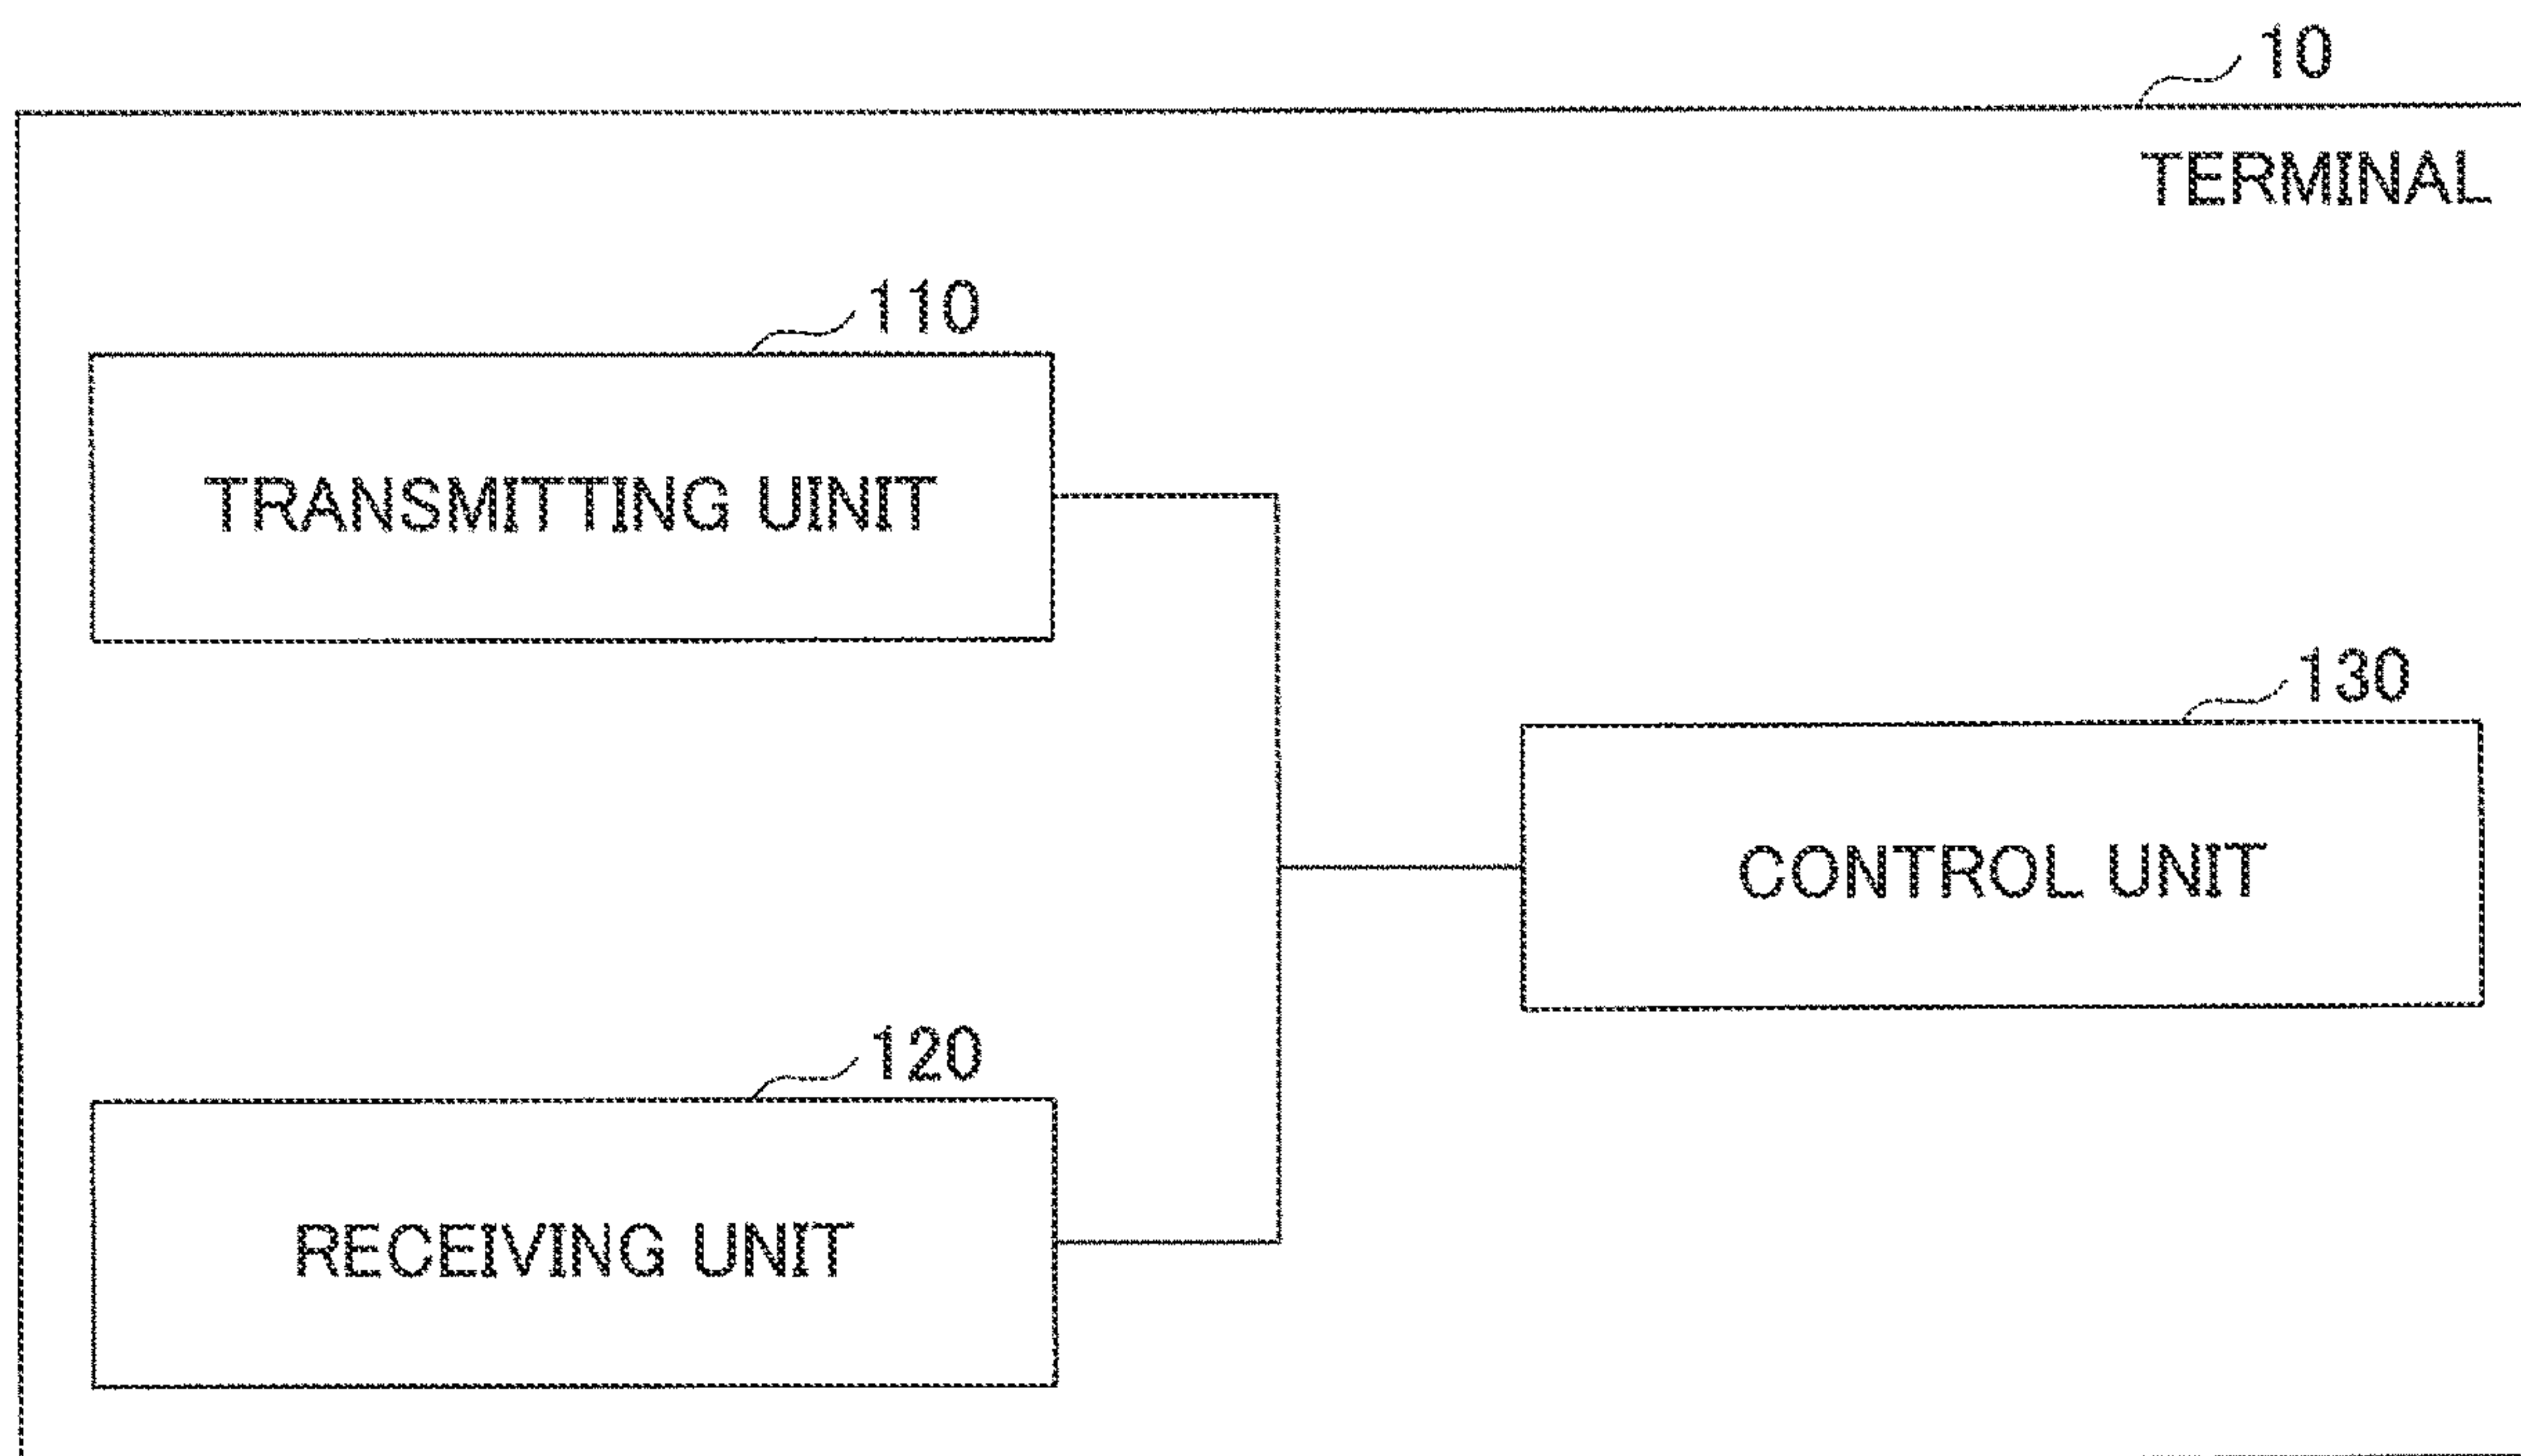 10
TERMINAL
110
TRANSMITTING UINIT
130
CONTROL UNIT
120
RECEIVING UNIT